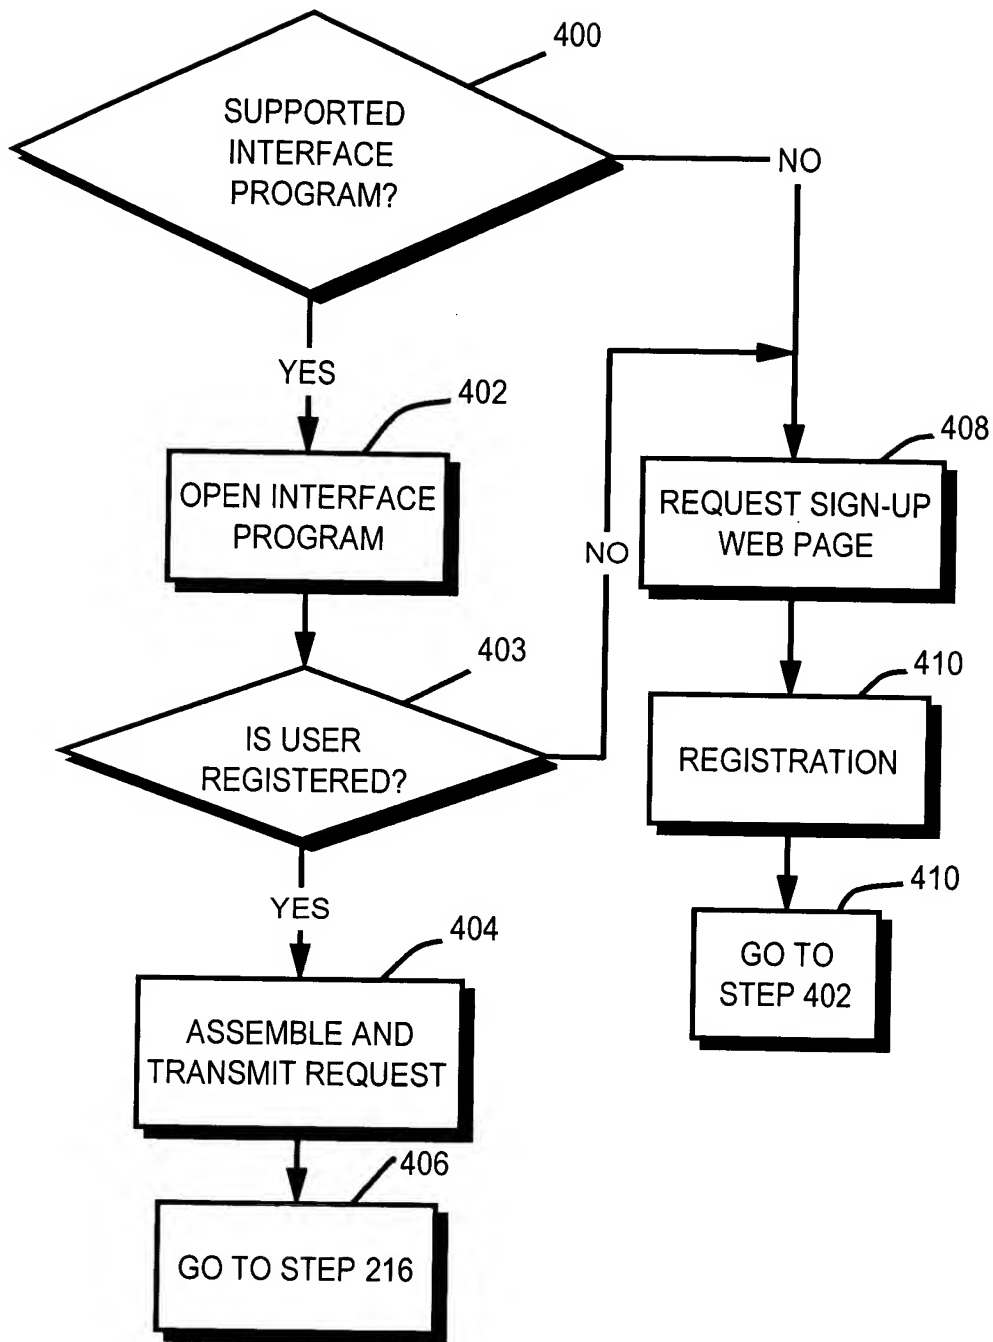 400
SUPPORTED
INTERFACE
PROGRAM?
NO
YES
402
OPEN INTERFACE
PROGRAM
NO
408
REQUEST SIGN-UP
WEB PAGE
403
IS USER
REGISTERED?
410
REGISTRATION
YES
410
GO TO
STEP 402
404
ASSEMBLE AND
TRANSMIT REQUEST
406
GO TO STEP 216